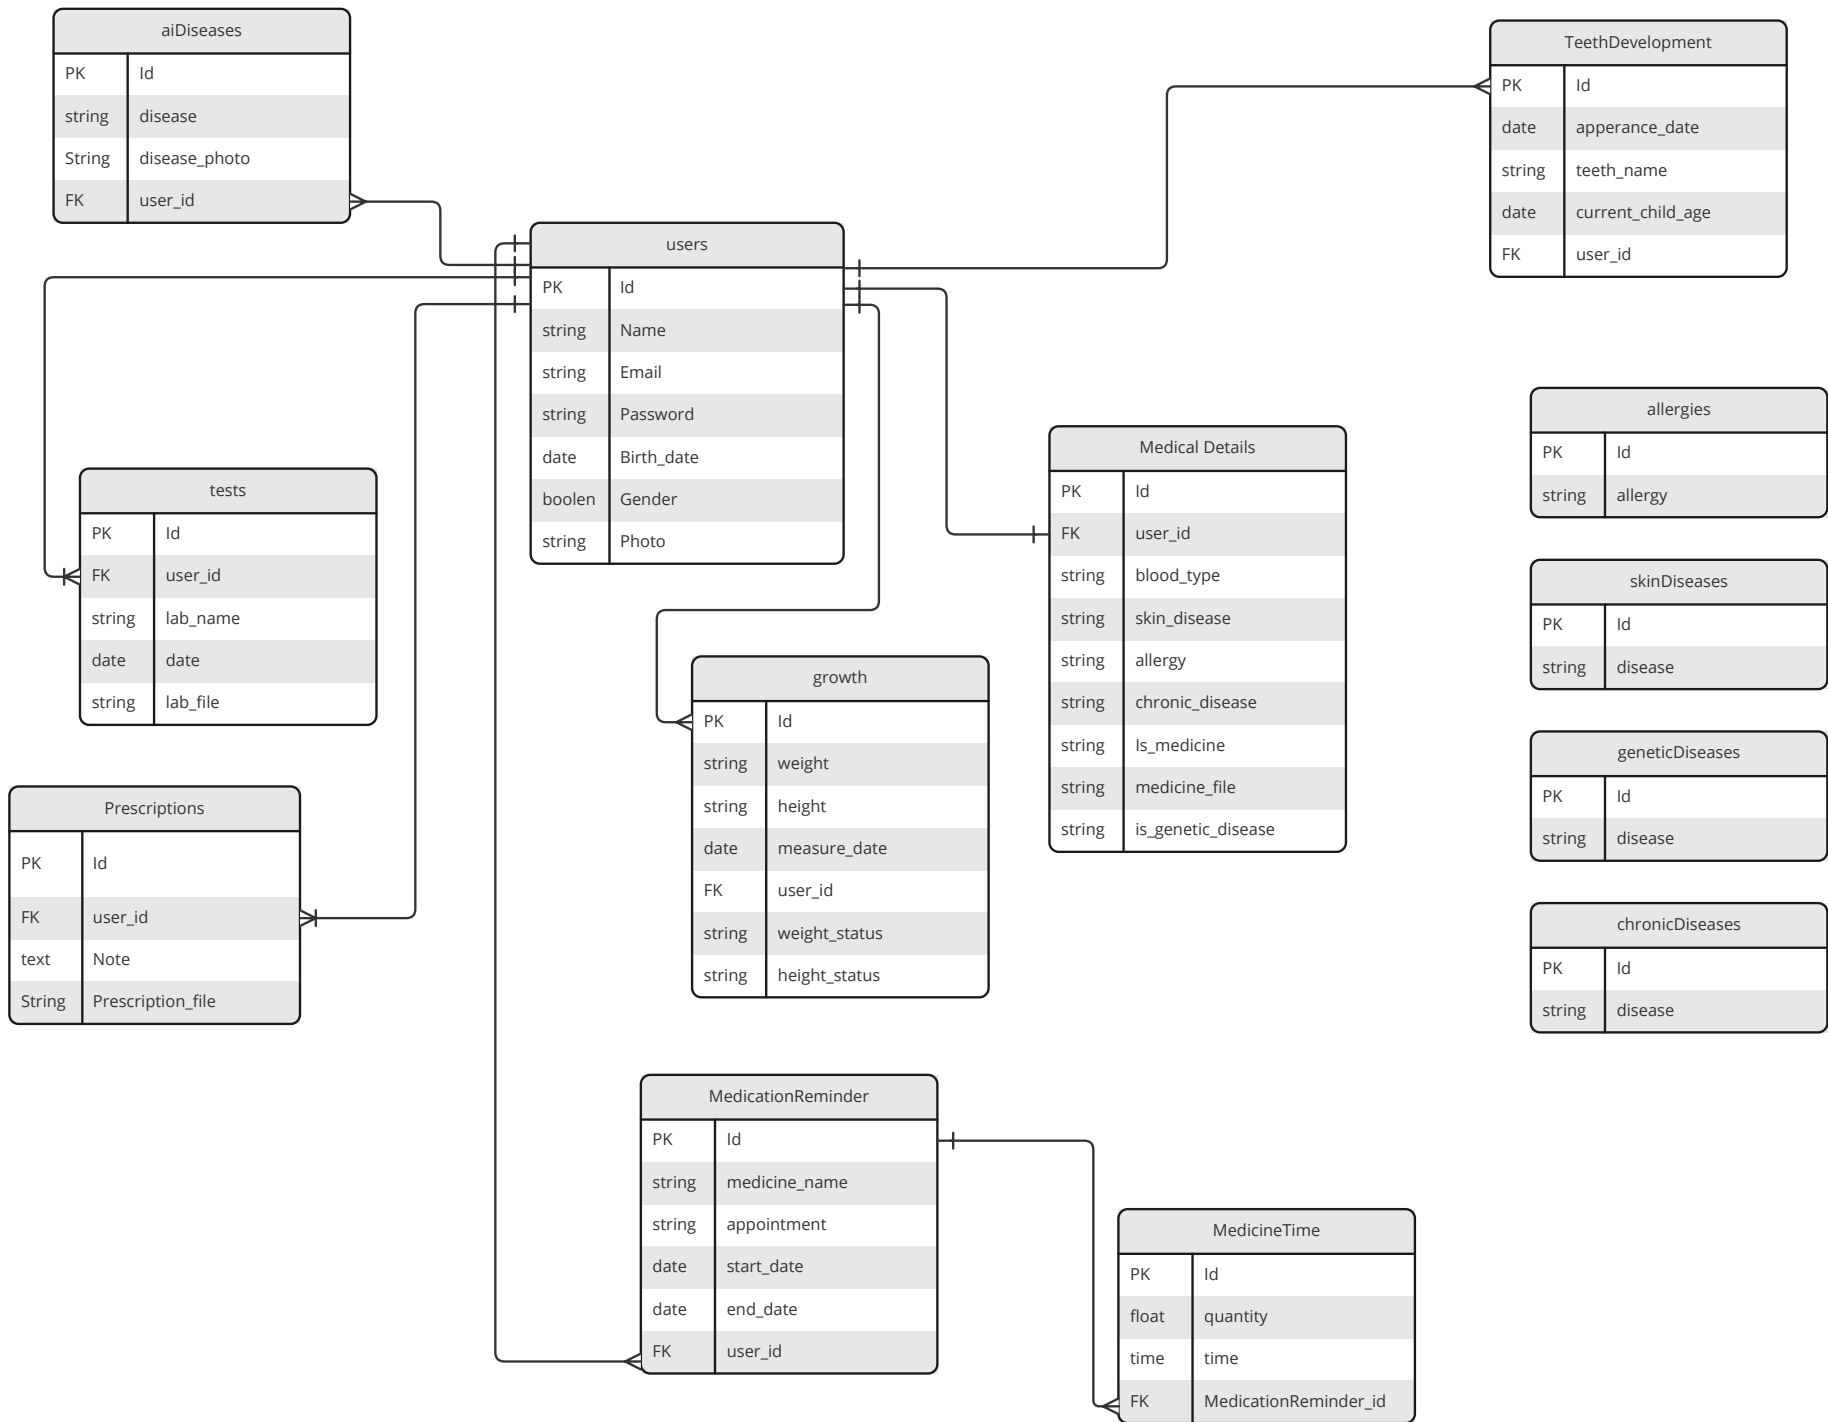 aiDiseases
PK Id
string disease
String disease_photo
FK user_id
TeethDevelopment
PK Id
date apperance_date
string teeth_name
date current_child_age
FK user_id
users
PK Id
string Name
string Email
string Password
date Birth_date
boolen Gender
string Photo
allergies
PK Id
string allergy
Medical Details
PK Id
FK user_id
string blood_type
string skin_disease
string allergy
string chronic_disease
string Is_medicine
string medicine_file
string is_genetic_disease
tests
PK Id
FK user_id
string lab_name
date date
string lab_file
skinDiseases
PK Id
string disease
growth
PK Id
string weight
string height
date measure_date
FK user_id
string weight_status
string height_status
geneticDiseases
PK Id
string disease
Prescriptions
PK Id
FK user_id
text Note
String Prescription_file
chronicDiseases
PK Id
string disease
MedicationReminder
PK Id
string medicine_name
string appointment
date start_date
date end_date
FK user_id
MedicineTime
PK Id
float quantity
time time
FK MedicationReminder_id